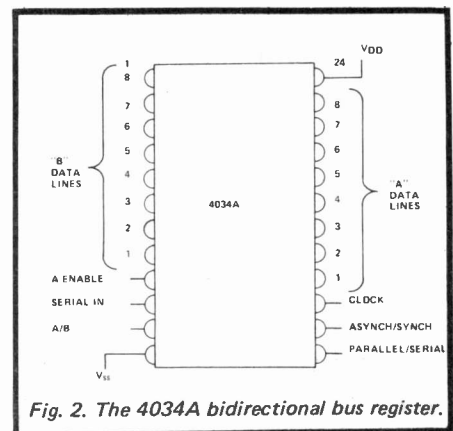 1
8
7
6
5
4
3
2
1
"B"
DATA
LINES
A ENABLE
SERIAL IN
A/B
VSS
4034A
24
VDD
8
7
6
5
4
3
2
1
"A"
DATA
LINES
CLOCK
ASYNCH/SYNCH
PARALLEL/SERIAL
Fig. 2. The 4034A bidirectional bus register.